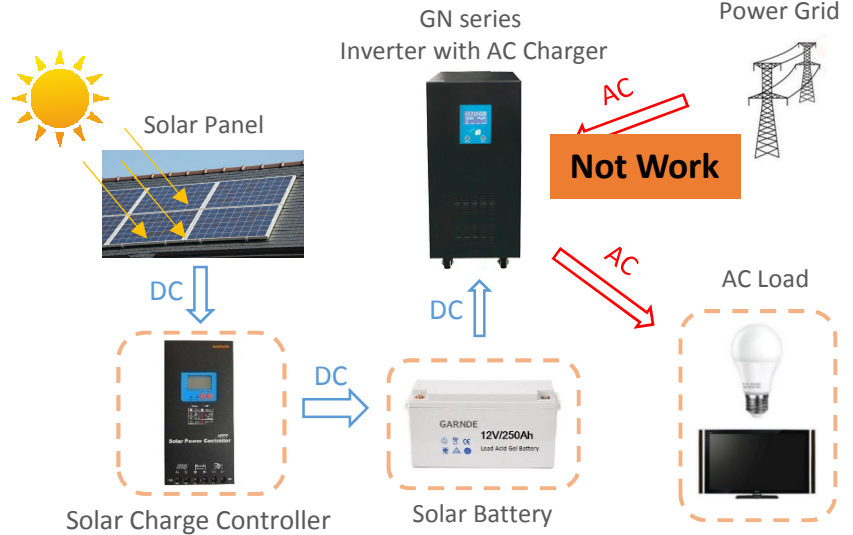 GN series
Inverter with AC Charger
Power Grid
AC
Solar Panel
Not Work
DC
DC
AC
AC Load
DC
Solar Power Controller
GARNDE
12V/250Ah
Lead Acid Gel Battery
Solar Charge Controller
Solar Battery